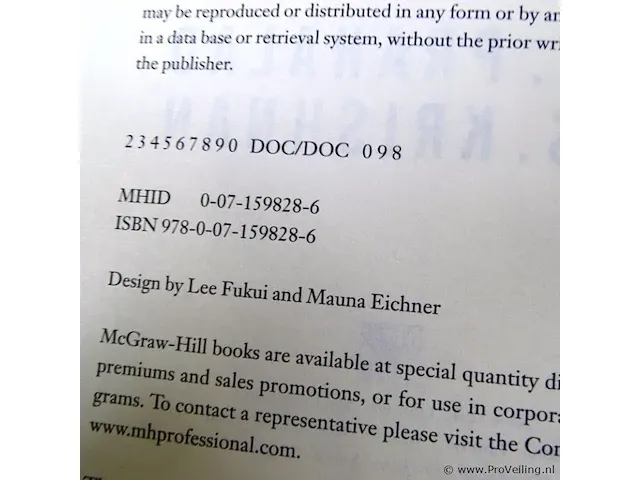 may be reproduced or distributed in any form or by
in a data base or retrieval system, without the prior
the publisher.
2 3 4 5 6 7 8 9 0 DOC/DOC 0 9 8
MHID 0-07-159828-6
ISBN 978-0-07-159828-6
Design by Lee Fukui and Mauna Eichner
McGraw-Hill books are available at special quantity
premiums and sales promotions, or for use in
grams. To contact a representative please visit the
www.mhprofessional.com.
© www.ProVeiling.nl